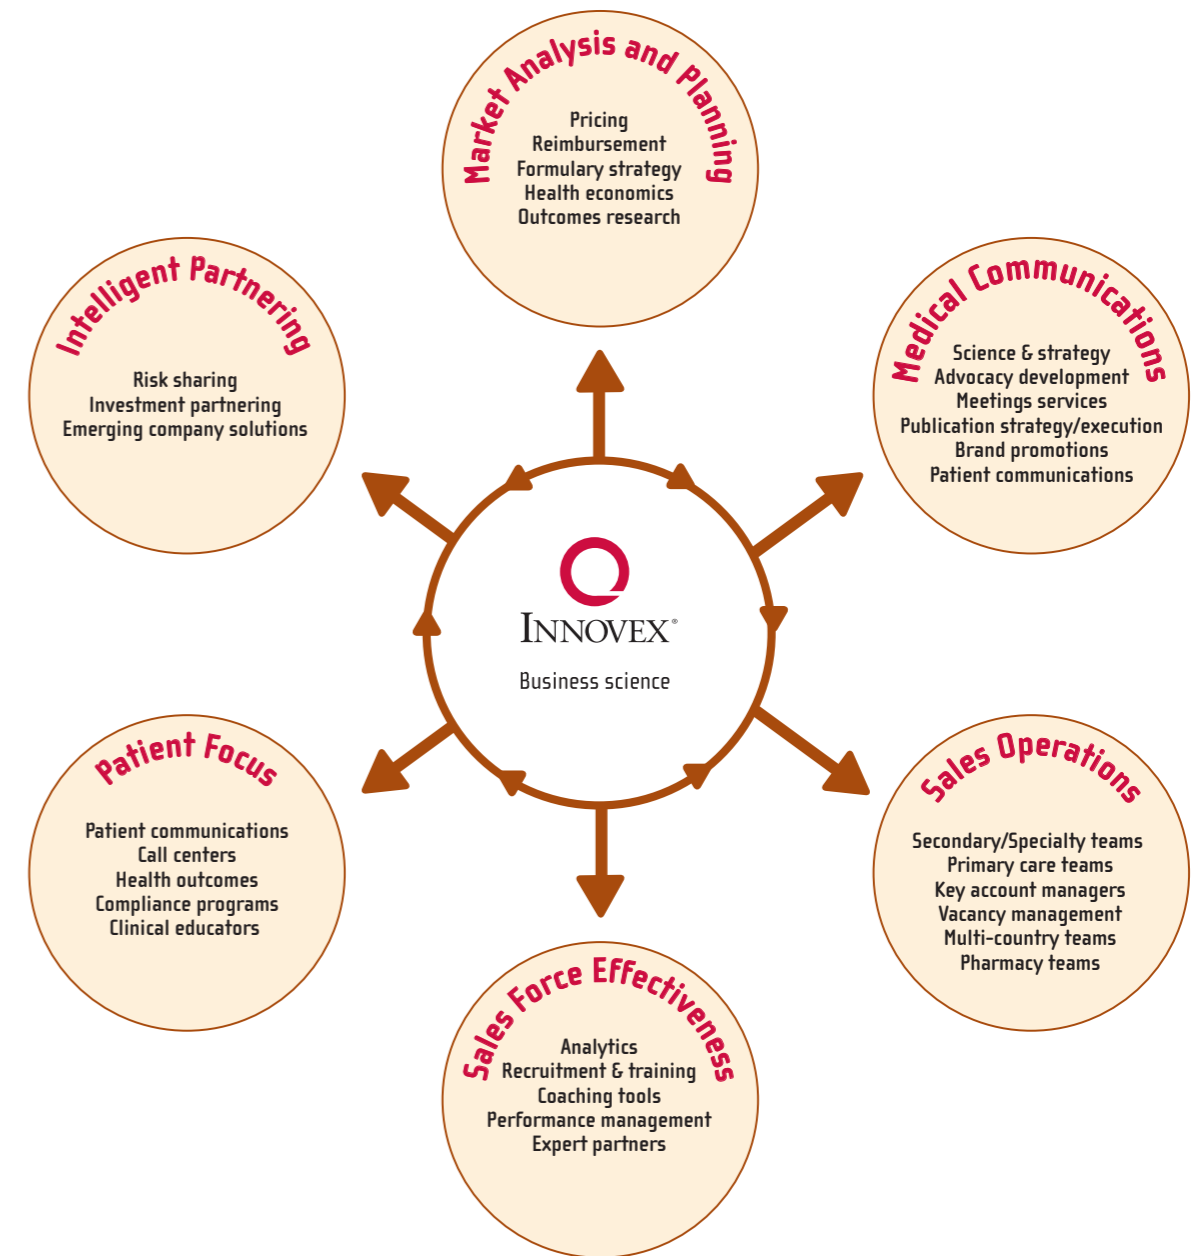 Market Analysis and Planning
Pricing
Reimbursement
Formulary strategy
Health economics
Outcomes research
Intelligent Partnering
Risk sharing
Investment partnering
Emerging company solutions
Medical Communications
Science & strategy
Advocacy development
Meetings services
Publication strategy/execution
Brand promotions
Patient communications
INNOVEX®
Business science
Patient Focus
Patient communications
Call centers
Health outcomes
Compliance programs
Clinical educators
Sales Operations
Secondary/Specialty teams
Primary care teams
Key account managers
Vacancy management
Multi-country teams
Pharmacy teams
Sales Force Effectiveness
Analytics
Recruitment & training
Coaching tools
Performance management
Expert partners